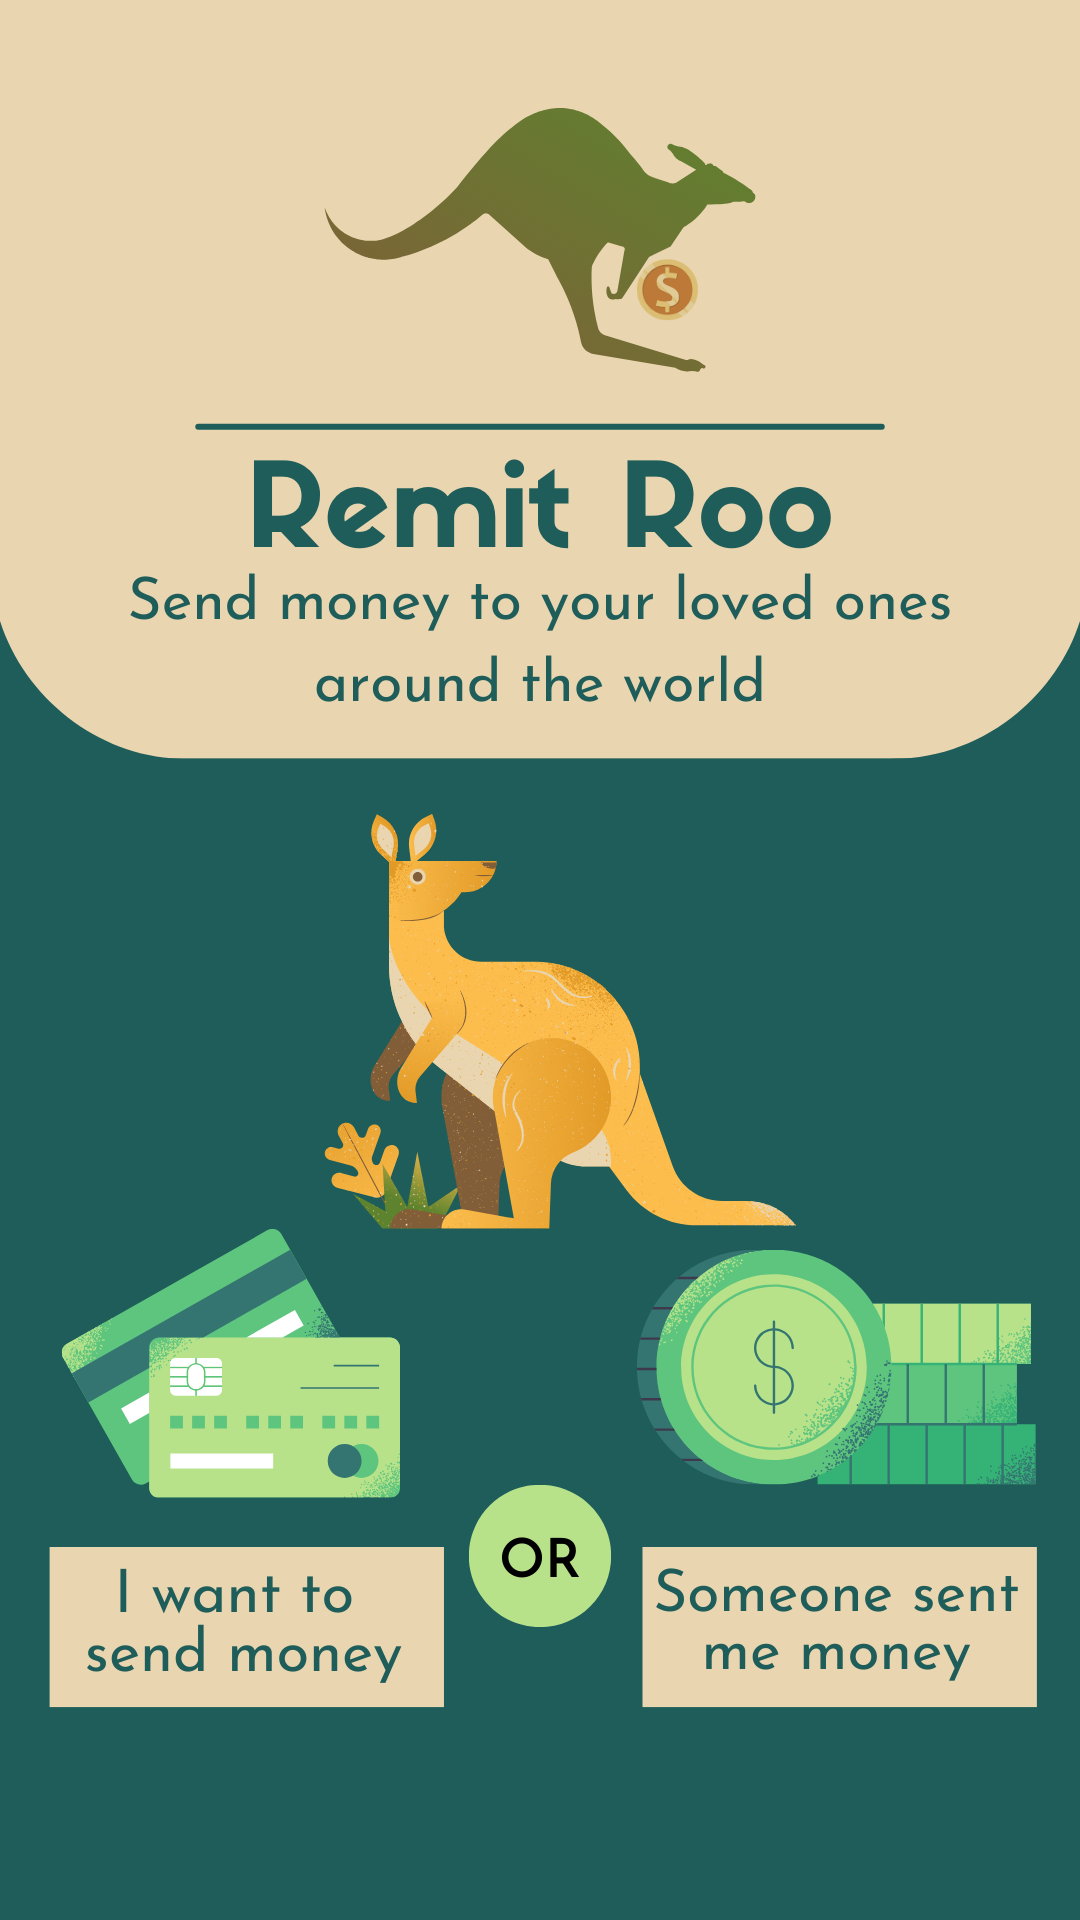 $
Remit Roo
Send money to your loved ones
around the world
$
OR
I want to
send money
Someone sent
me money